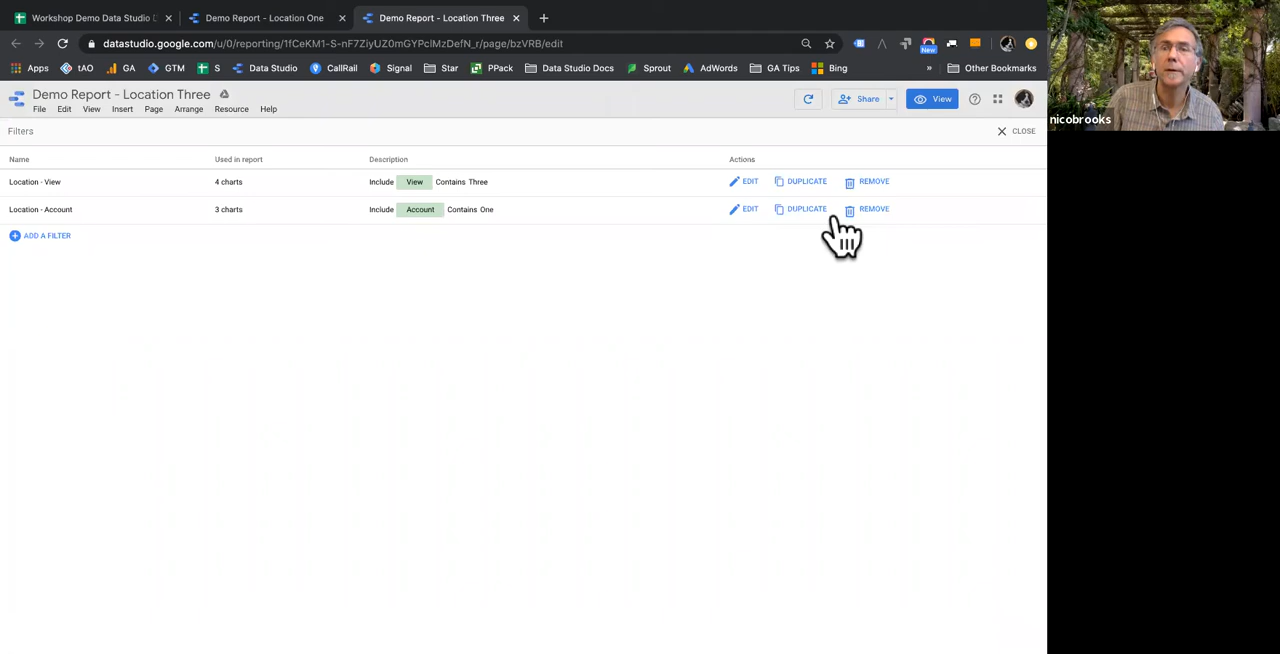 Workshop Demo Data Studio
Demo Report - Location One
Demo Report - Location Three
datastudio.google.com/u/0/reporting/1fCeKM1-S-nF7ZiyUZ0mGYPclMzDefN_r/page/bzVRB/edit
New
Apps tAO GA GTM S Data Studio CallRail Signal Star PPack Data Studio Docs Sprout AdWords GA Tips Bing » Other Bookmarks
Demo Report - Location Three
File Edit View Insert Page Arrange Resource Help
Share View
nicobrooks
Filters CLOSE
Name Used in report Description Actions
Location - View 4 charts Include View Contains Three EDIT DUPLICATE REMOVE
Location - Account 3 charts Include Account Contains One EDIT DUPLICATE REMOVE
ADD A FILTER